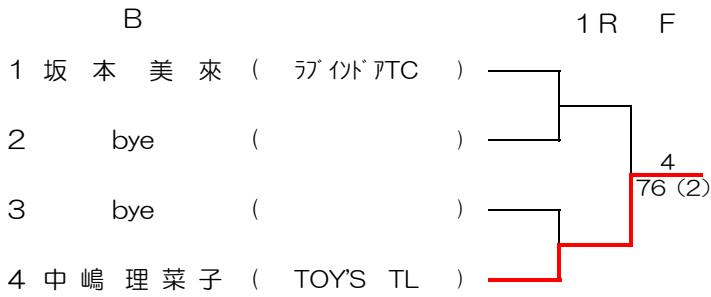 B 1R F
1 坂本 美來 ( ﾗﾌﾞｲﾝﾄﾞｱTC )
2 bye ( )
4
76 (2)
3 bye ( )
4 中嶋 理菜子 ( TOY'S TL )